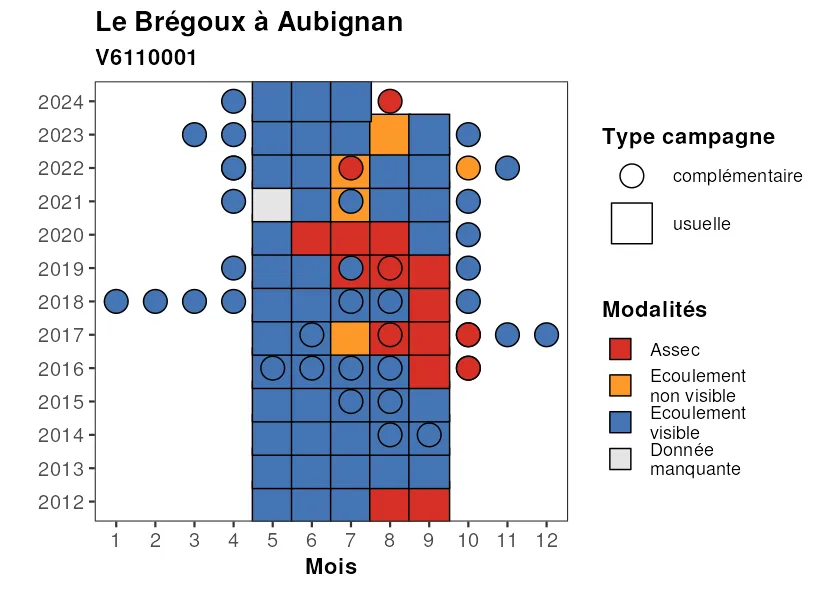 Le Brégoux à Aubignan
V6110001
2024
2023
2022
2021
2020
2019
2018
2017
2016
2015
2014
2013
2012
1 2 3 4 5 6 7 8 9 10 11 12
Mois
Type campagne
complémentaire
usuelle
Modalités
Assec
Ecoulement
non visible
Ecoulement
visible
Donnée
manquante